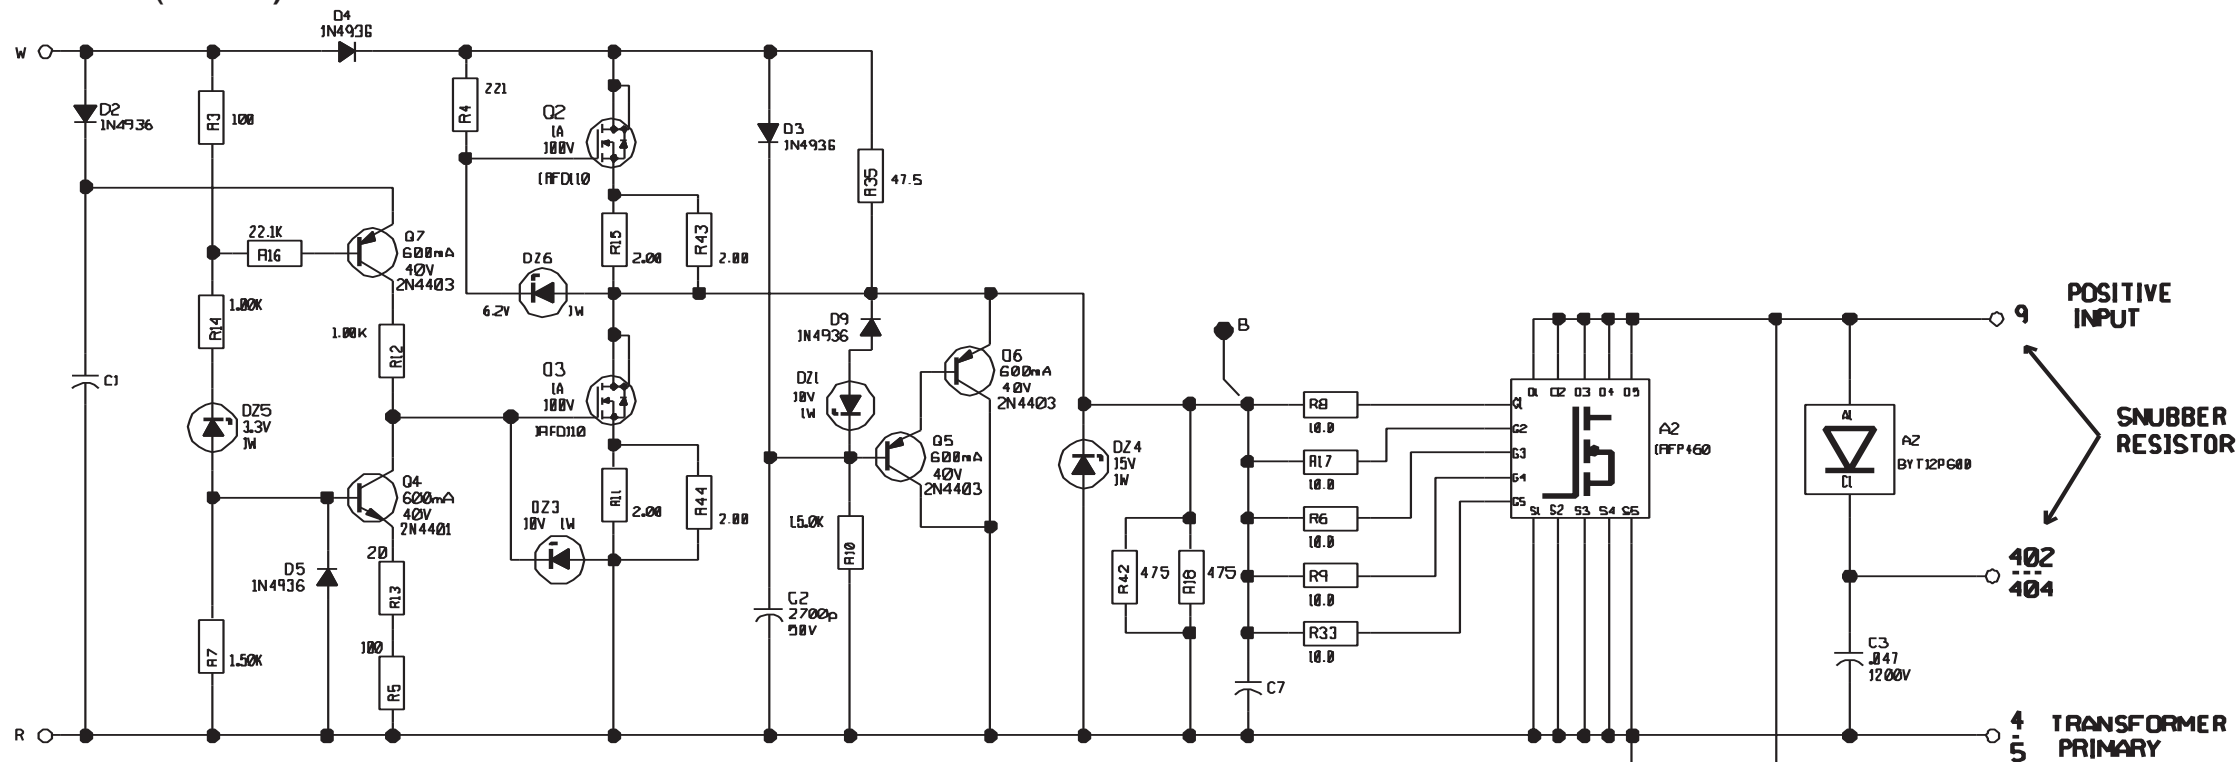 D4
1N4936
W
D2
1N4936
R3
100
R4
221
Q2
1A
100V
IRFD110
D3
1N4936
R35
47.5
22.1K
R16
Q7
600mA
40V
2N4403
R15
2.00
R43
2.00
DZ6
6.2V
1W
R14
1.00K
1.00K
R12
D9
1N4936
B
9
POSITIVE
INPUT
C1
Q3
1A
100V
IRFD110
DZ1
10V
1W
Q6
600mA
40V
2N4403
DZ5
3.3V
1W
R8
10.0
G1
G2
G3
G4
G5
D1
D2
D3
D4
D5
A2
IRFP460
S1
S2
S3
S4
S5
A1
C1
A2
BYT12P600
SNUBBER
RESISTOR
Q5
600mA
40V
2N4403
DZ4
15V
1W
R17
10.0
Q4
600mA
40V
2N4401
DZ3
10V 1W
R11
2.00
R44
2.00
15.0K
R10
R6
10.0
D5
1N4936
20
R13
R42
475
R18
475
R9
10.0
402
---
404
C2
2700p
50V
R33
10.0
R7
1.50K
100
R5
C7
C3
.047
1200V
R
4
-
5
TRANSFORMER
PRIMARY